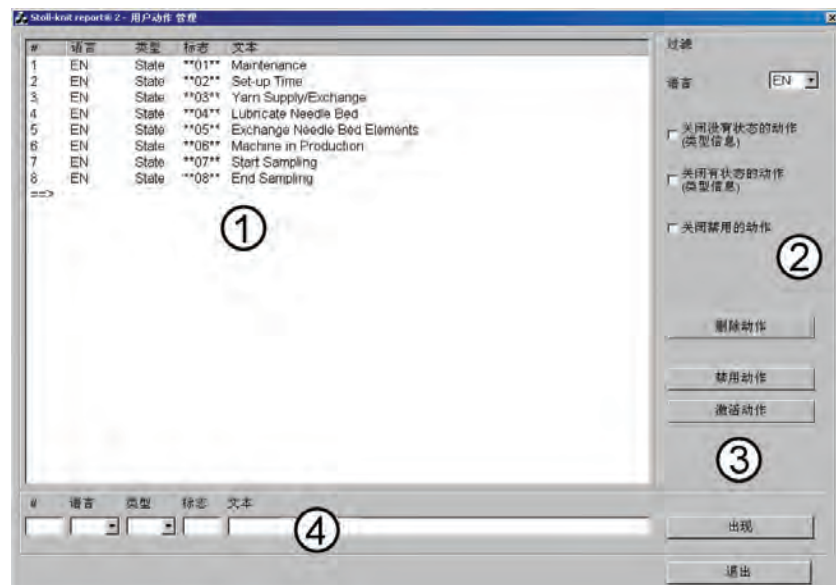 Stoll-knit report® 2 - 用户动作 管理
# 语言 类型 标志 文本
1 EN State **01** Maintenance
2 EN State **02** Set-up Time
3 EN State **03** Yarn Supply/Exchange
4 EN State **04** Lubricate Needle Bed
5 EN State **05** Exchange Needle Bed Elements
6 EN State **06** Machine in Production
7 EN State **07** Start Sampling
8 EN State **08** End Sampling
==>
①
过滤
语言 EN
关闭没有状态的动作
(类型信息)
关闭有状态的动作
(类型信息)
关闭禁用的动作
②
删除动作
禁用动作
激活动作
③
# 语言 类型 标志 文本
④
出现
退出